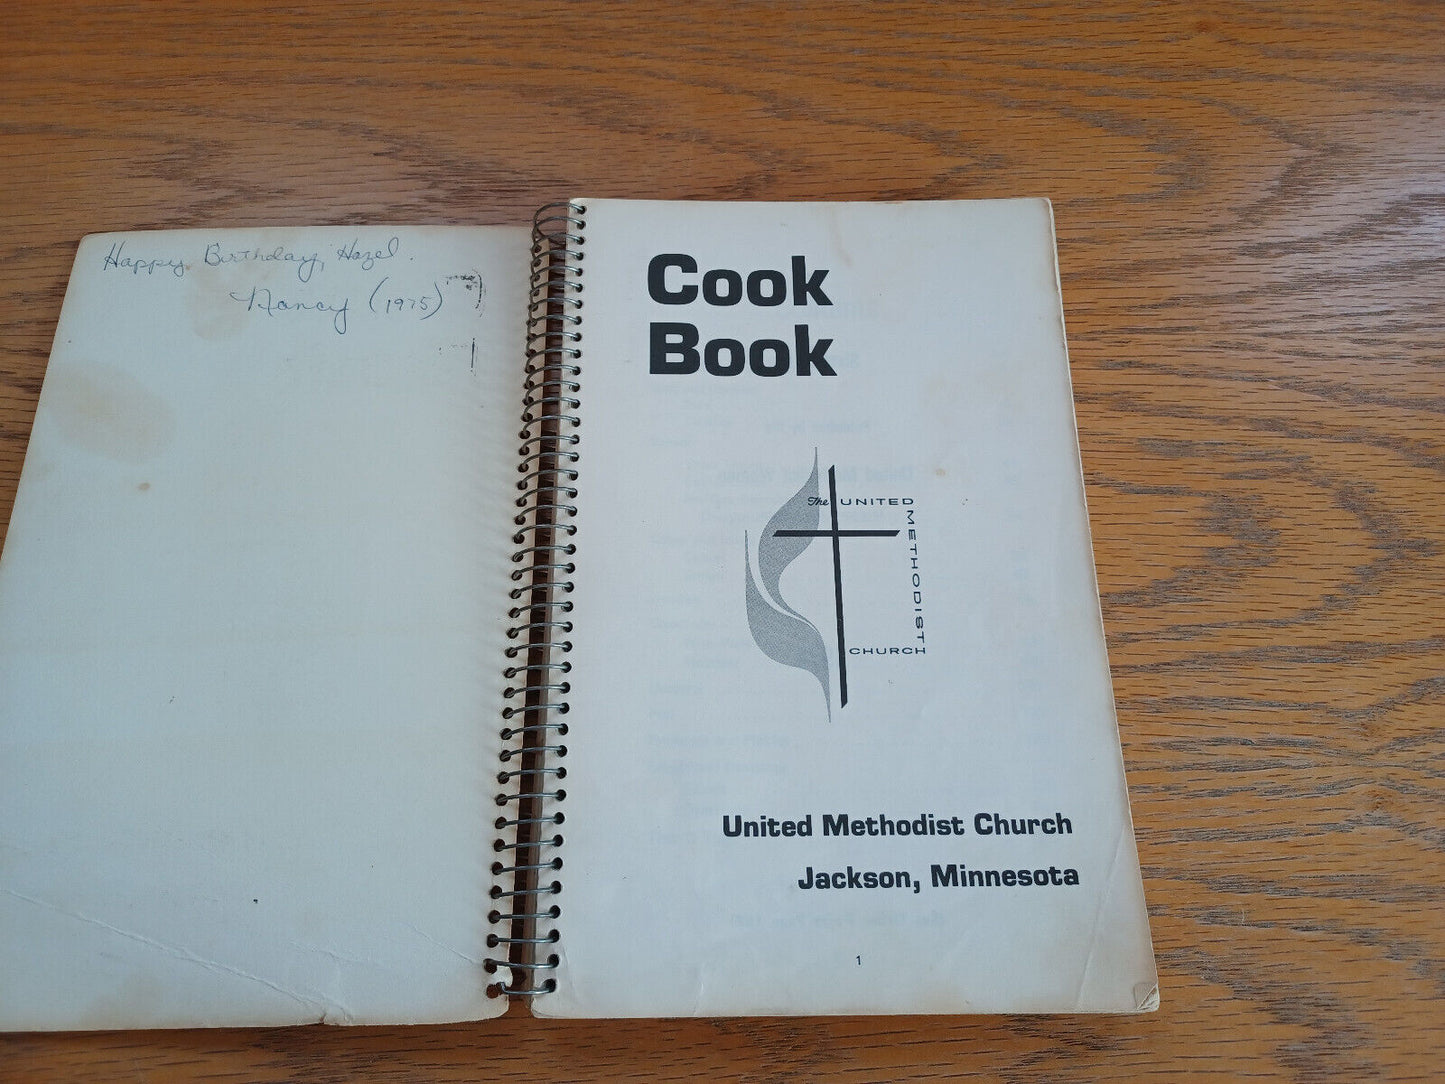 Happy Birthday, Hazel.
Nancy (1975)
Cook
Book
The UNITED
METHODIST
CHURCH
United Methodist Church
Jackson, Minnesota
1